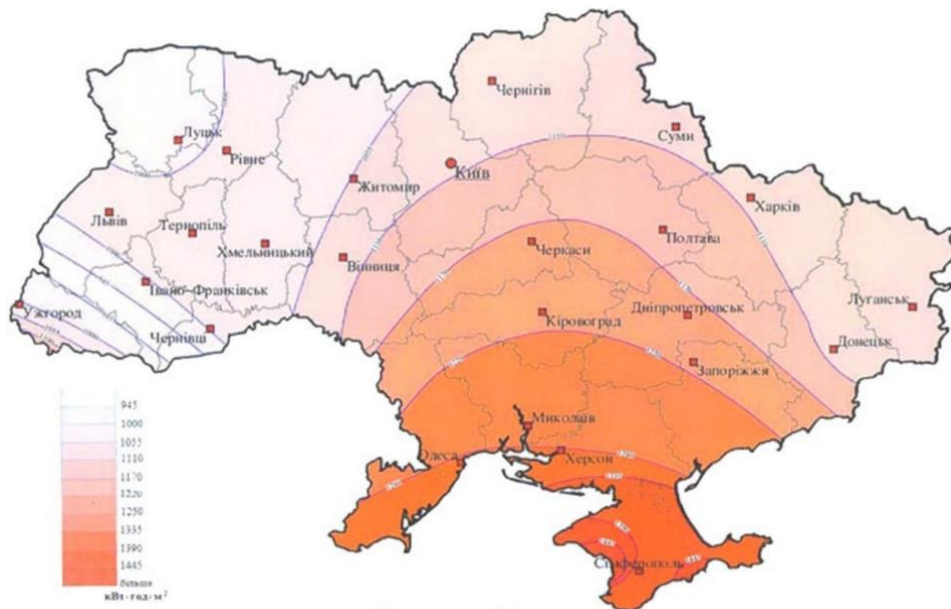 Чернігів
Луцьк
Суми
Рівне
Київ
Житомир
Харків
Львів
Тернопіль
Полтава
Хмельницький
Черкаси
Вінниця
Івано-Франківськ
Ужгород
Луганськ
Кіровоград
Дніпропетровськ
Чернівці
Донецьк
Запоріжжя
Миколаїв
Одеса
Херсон
Сімферополь
945
1000
1055
1110
1170
1220
1250
1335
1390
1445
більше
кВт·год/м²